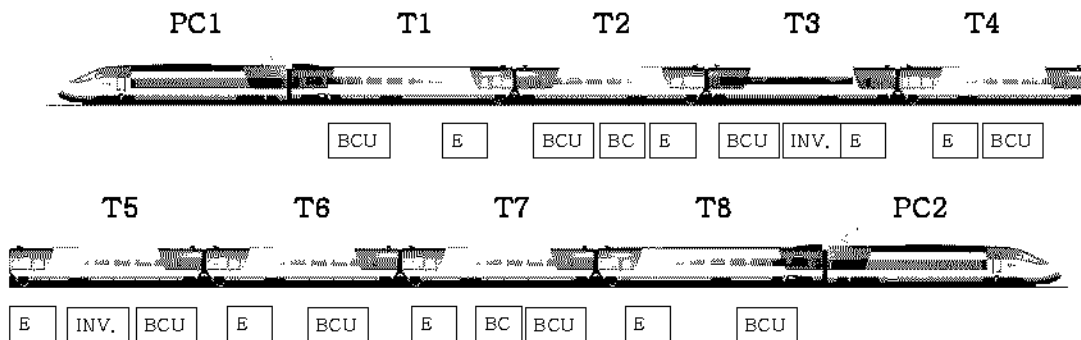 PC1 T1 T2 T3 T4
BCU E BCU BC E BCU INV. E E BCU
T5 T6 T7 T8 PC2
E INV. BCU E BCU E BC BCU E BCU